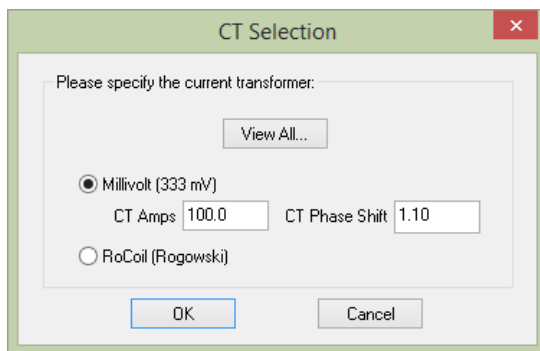 CT Selection
Please specify the current transformer:
View All...
Millivolt (333 mV)
CT Amps 100.0 CT Phase Shift 1.10
RoCoil (Rogowski)
OK Cancel